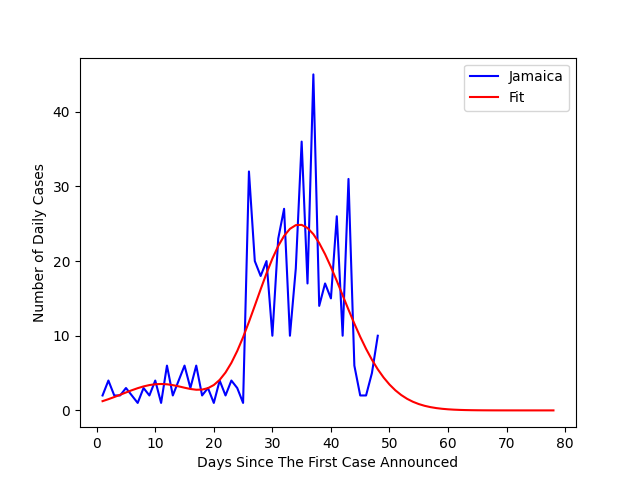 Jamaica
Fit
40
30
20
10
0
Number of Daily Cases
0 10 20 30 40 50 60 70 80
Days Since The First Case Announced